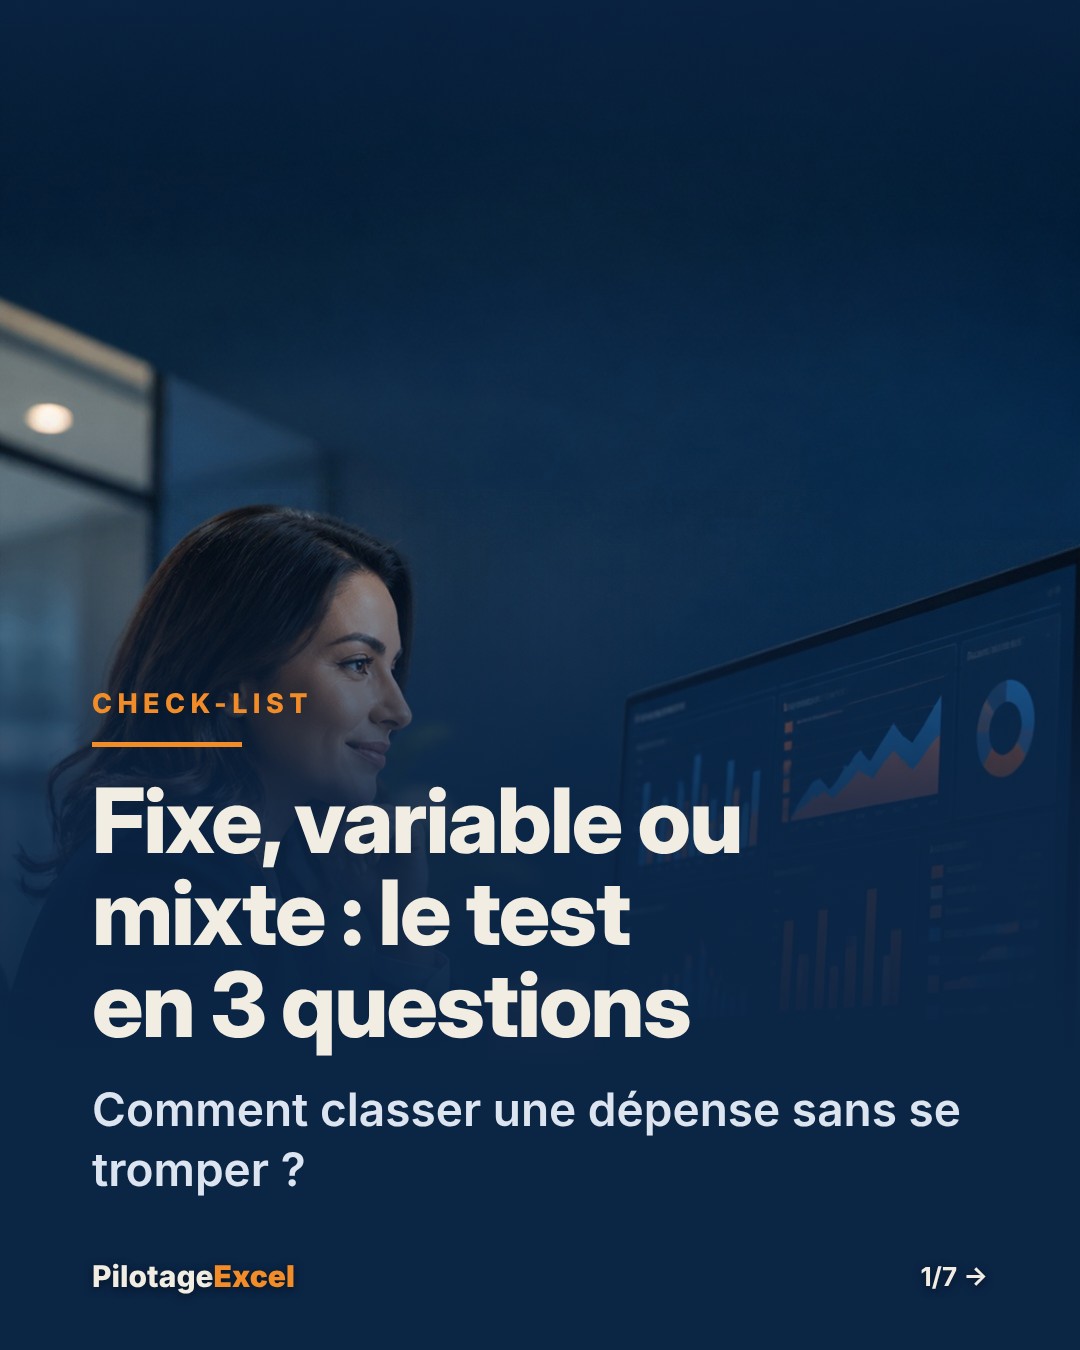 CHECK-LIST
Fixe, variable ou
mixte : le test
en 3 questions
Comment classer une dépense sans se
tromper ?
PilotageExcel
1/7 →